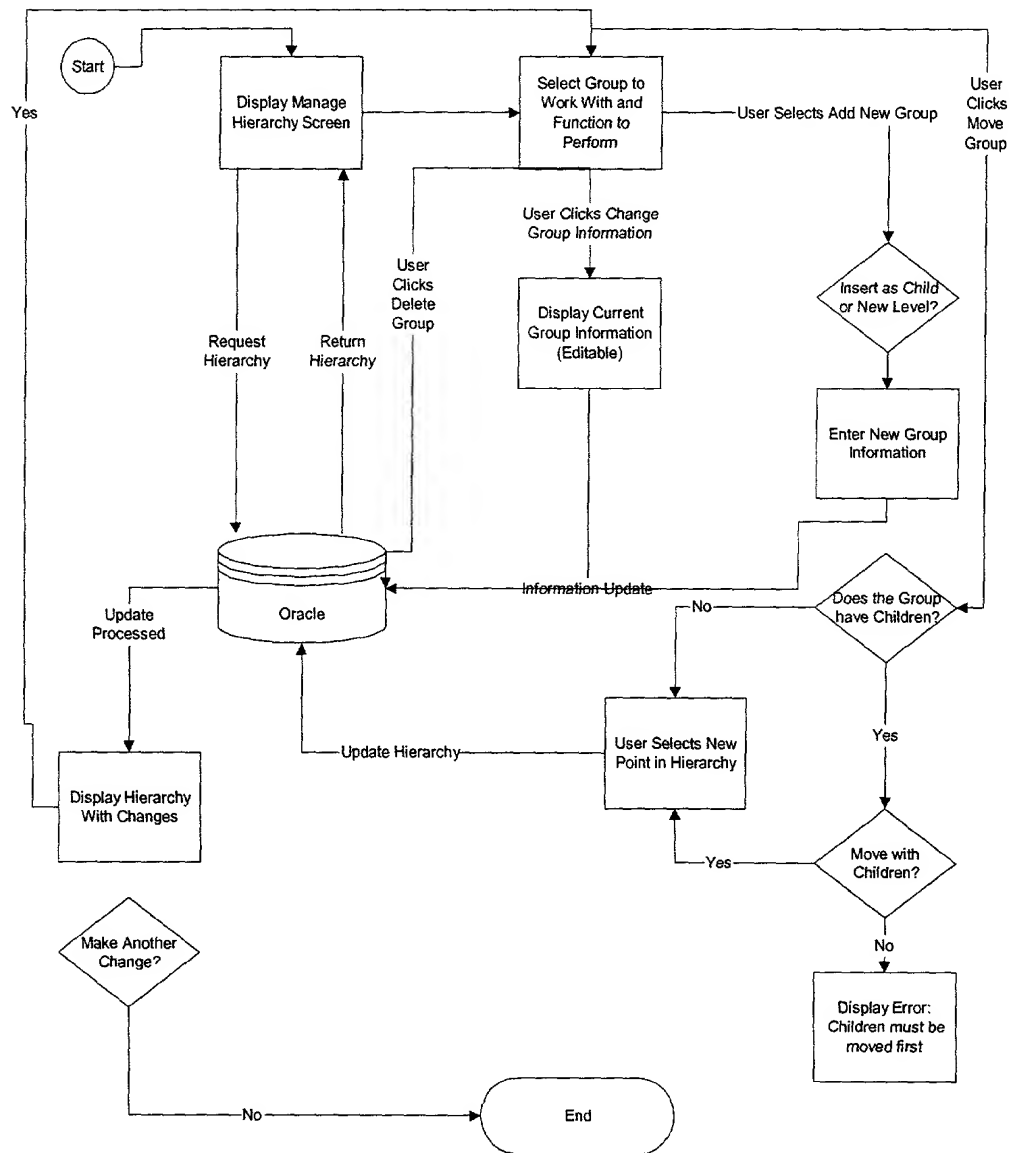 Start
Yes
Display Manage
Hierarchy Screen
Select Group to
Work With and
Function to
Perform
User Selects Add New Group
User
Clicks
Move
Group
User Clicks Change
Group Information
User
Clicks
Delete
Group
Insert as Child
or New Level?
Request
Hierarchy
Return
Hierarchy
Display Current
Group Information
(Editable)
Enter New Group
Information
Information Update
Oracle
Update
Processed
No
Does the Group
have Children?
Update Hierarchy
User Selects New
Point in Hierarchy
Yes
Display Hierarchy
With Changes
Yes
Move with
Children?
Make Another
Change?
No
Display Error:
Children must be
moved first
No
End